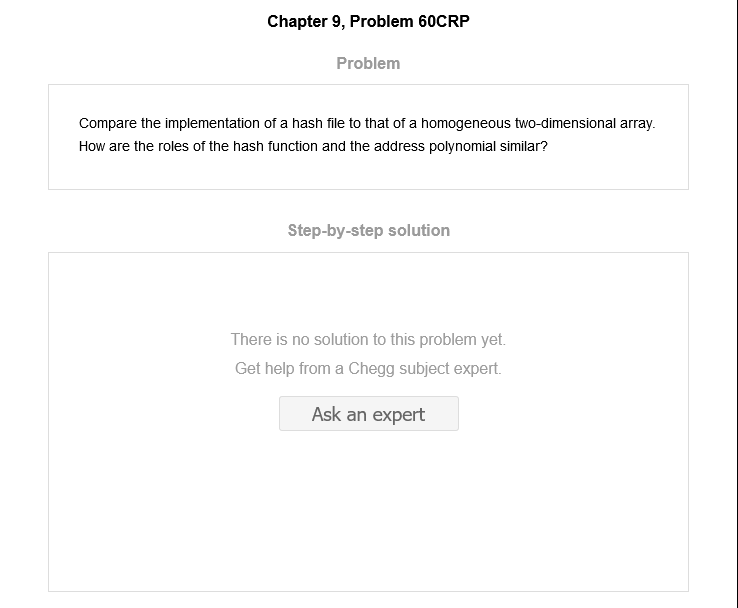 Chapter 9, Problem 60CRP
Problem
Compare the implementation of a hash file to that of a homogeneous two-dimensional array.
How are the roles of the hash function and the address polynomial similar?
Step-by-step solution
There is no solution to this problem yet.
Get help from a Chegg subject expert.
Ask an expert